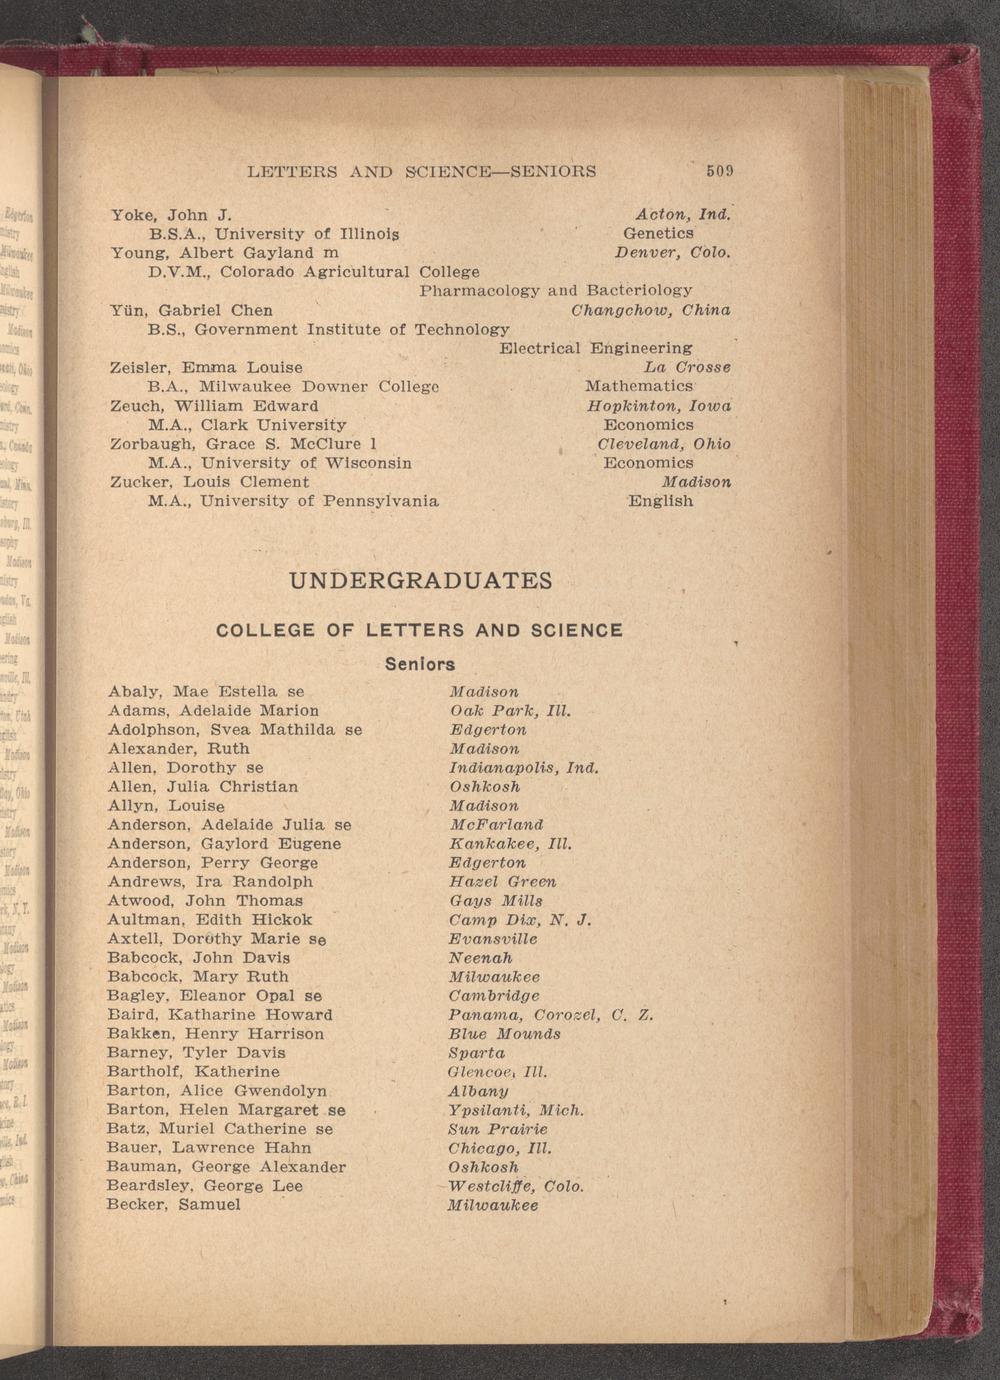 LETTERS AND SCIENCE—SENIORS 509
Yoke, John J. Acton, Ind.
B.S.A., University of Illinois Genetics
Young, Albert Gayland m Denver, Colo.
D.V.M., Colorado Agricultural College
Pharmacology and Bacteriology
Yün, Gabriel Chen Changchow, China
B.S., Government Institute of Technology
Electrical Engineering
Zeisler, Emma Louise La Crosse
B.A., Milwaukee Downer College Mathematics
Zeuch, William Edward Hopkinton, Iowa
M.A., Clark University Economics
Zorbaugh, Grace S. McClure l Cleveland, Ohio
M.A., University of Wisconsin Economics
Zucker, Louis Clement Madison
M.A., University of Pennsylvania English
UNDERGRADUATES
COLLEGE OF LETTERS AND SCIENCE
Seniors
Abaly, Mae Estella se Madison
Adams, Adelaide Marion Oak Park, Ill.
Adolphson, Svea Mathilda se Edgerton
Alexander, Ruth Madison
Allen, Dorothy se Indianapolis, Ind.
Allen, Julia Christian Oshkosh
Allyn, Louise Madison
Anderson, Adelaide Julia se McFarland
Anderson, Gaylord Eugene Kankakee, Ill.
Anderson, Perry George Edgerton
Andrews, Ira Randolph Hazel Green
Atwood, John Thomas Gays Mills
Aultman, Edith Hickok Camp Dix, N. J.
Axtell, Dorothy Marie se Evansville
Babcock, John Davis Neenah
Babcock, Mary Ruth Milwaukee
Bagley, Eleanor Opal se Cambridge
Baird, Katharine Howard Panama, Corozel, C. Z.
Bakken, Henry Harrison Blue Mounds
Barney, Tyler Davis Sparta
Bartholf, Katherine Glencoe, Ill.
Barton, Alice Gwendolyn Albany
Barton, Helen Margaret se Ypsilanti, Mich.
Batz, Muriel Catherine se Sun Prairie
Bauer, Lawrence Hahn Chicago, Ill.
Bauman, George Alexander Oshkosh
Beardsley, George Lee Westcliffe, Colo.
Becker, Samuel Milwaukee